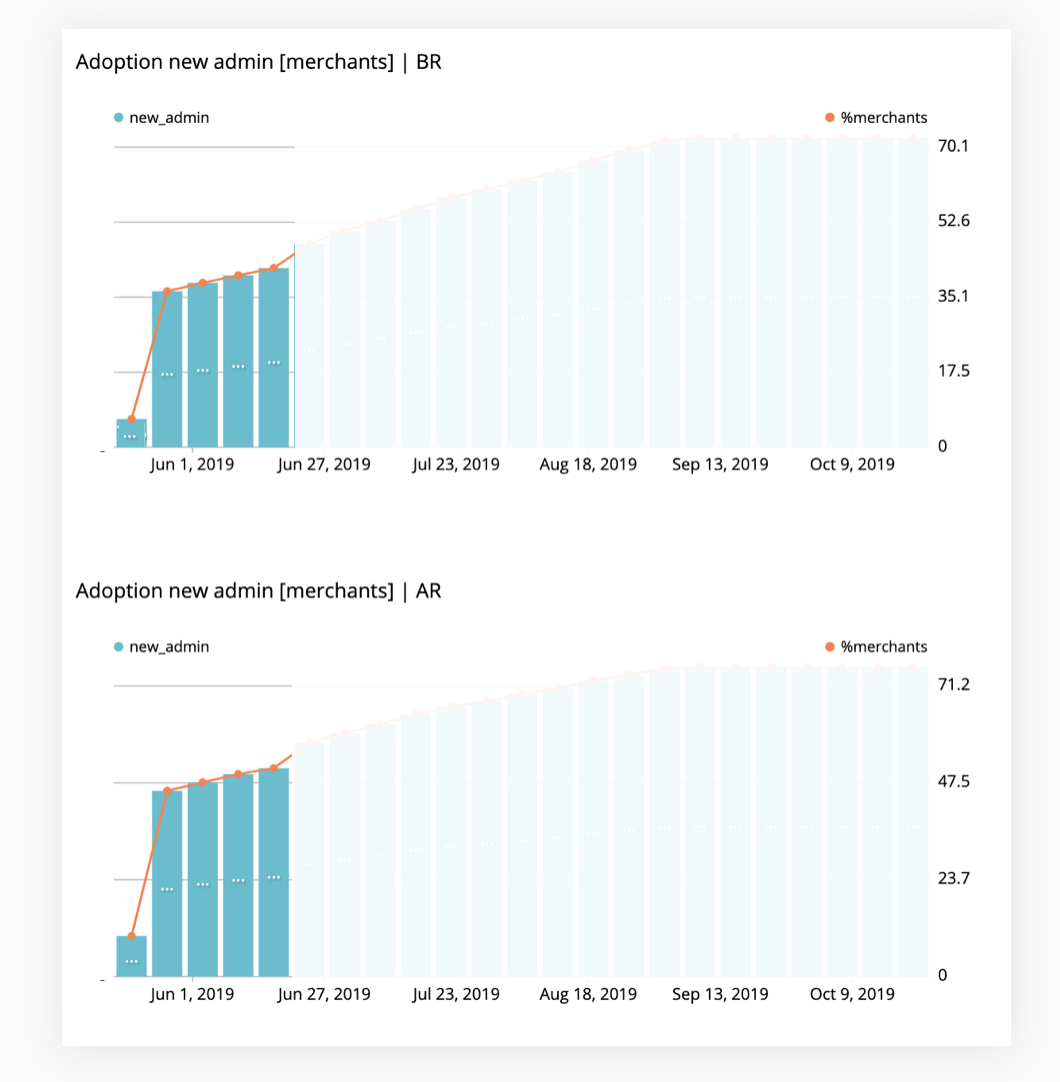 Adoption new admin [merchants] | BR
new_admin %merchants
70.1
52.6
35.1
17.5
- 0
Jun 1, 2019 Jun 27, 2019 Jul 23, 2019 Aug 18, 2019 Sep 13, 2019 Oct 9, 2019
Adoption new admin [merchants] | AR
new_admin %merchants
71.2
47.5
23.7
- 0
Jun 1, 2019 Jun 27, 2019 Jul 23, 2019 Aug 18, 2019 Sep 13, 2019 Oct 9, 2019